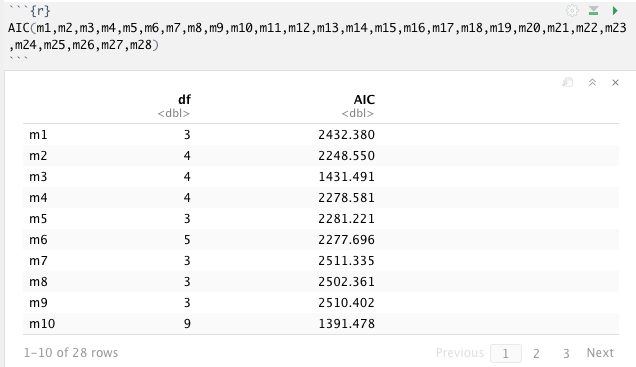 ```{r}
AIC(m1,m2,m3,m4,m5,m6,m7,m8,m9,m10,m11,m12,m13,m14,m15,m16,m17,m18,m19,m20,m21,m22,m23
,m24,m25,m26,m27,m28)
```
df AIC
<dbl> <dbl>
m1 3 2432.380
m2 4 2248.550
m3 4 1431.491
m4 4 2278.581
m5 3 2281.221
m6 5 2277.696
m7 3 2511.335
m8 3 2502.361
m9 3 2510.402
m10 9 1391.478
1-10 of 28 rows Previous 1 2 3 Next